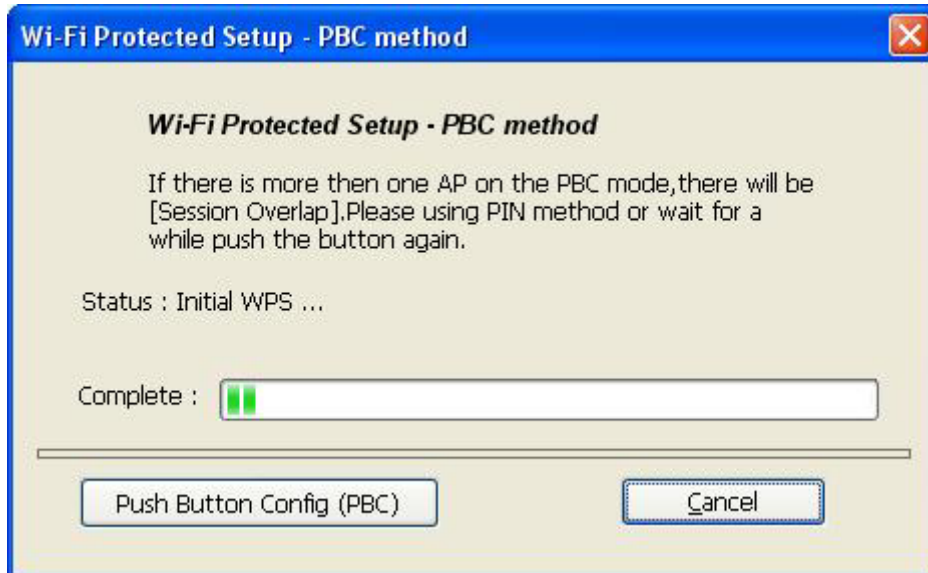 Wi-Fi Protected Setup - PBC method
Wi-Fi Protected Setup - PBC method
If there is more then one AP on the PBC mode,there will be
[Session Overlap].Please using PIN method or wait for a
while push the button again.
Status : Initial WPS ...
Complete :
Push Button Config (PBC)
Cancel